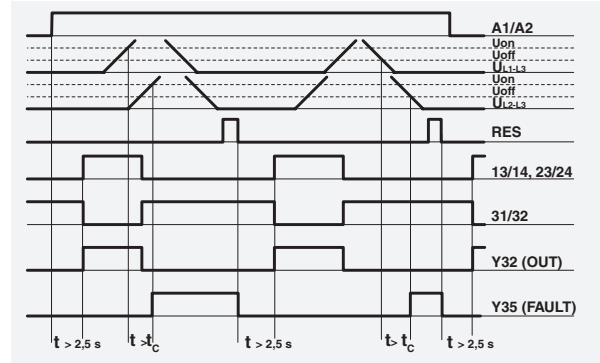 A1/A2
Uon
Uoff
UL1-L3
Uon
Uoff
UL2-L3
RES
13/14, 23/24
31/32
Y32 (OUT)
Y35 (FAULT)
t > 2,5 s
t >tC
t > 2,5 s
t> tC
t > 2,5 s